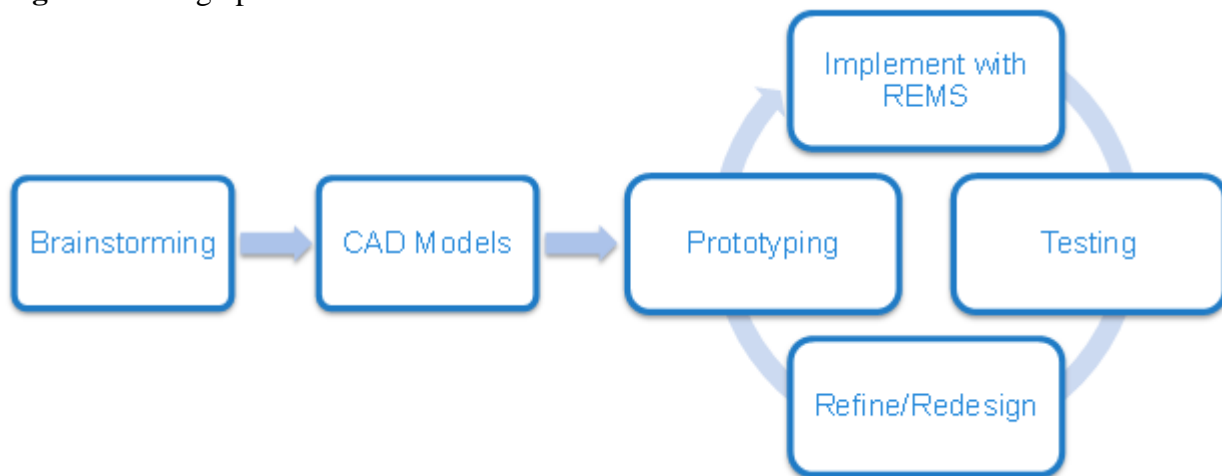 Implement with
REMS
Brainstorming
CAD Models
Prototyping
Testing
Refine/Redesign